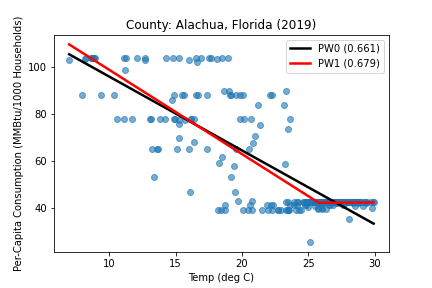 County: Alachua, Florida (2019)
PW0 (0.661)
PW1 (0.679)
Per-Capita Consumption (MMBtu/1000 Households)
100
80
60
40
10
15
20
25
30
Temp (deg C)